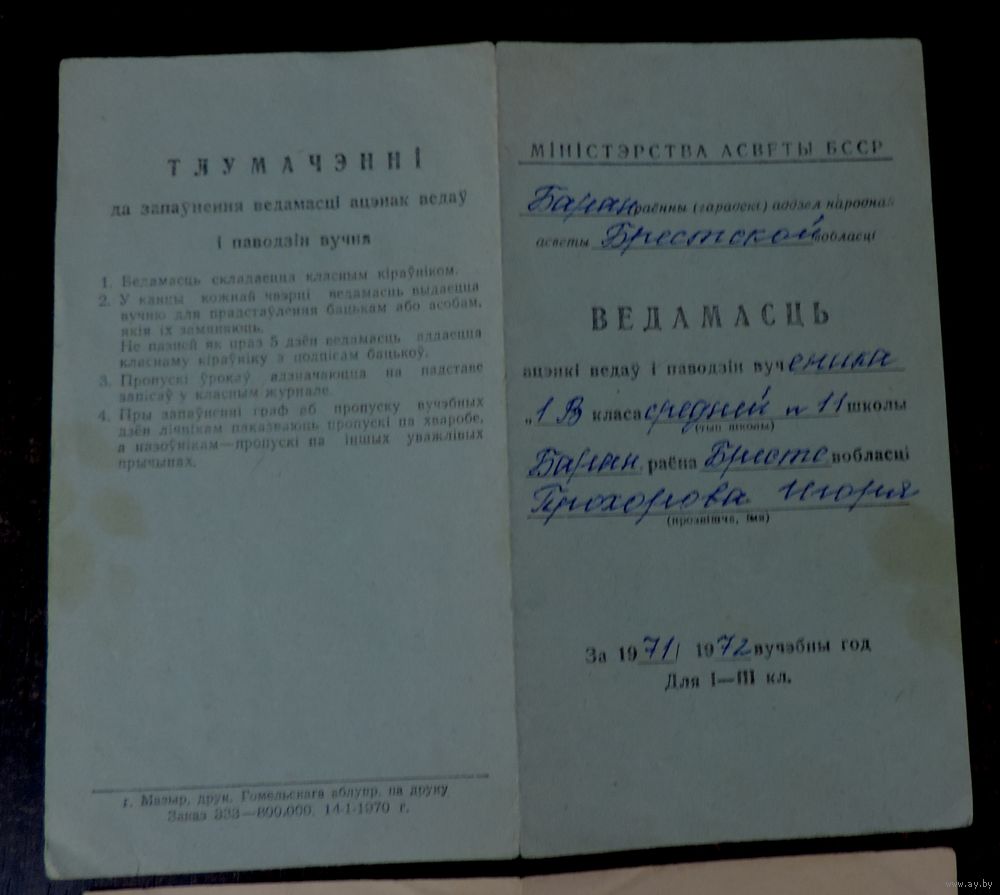 ТЛУМАЧЭННІ
да запаўнення ведамасці ацэнак ведаў
і паводзін вучня
1. Ведамасць складаецца класным кіраўніком.
2. У канцы кожнай чвэрці ведамасць выдаецца
вучню для прадстаўлення бацькам або асобам,
якія іх замяняюць.
Не пазней як праз 5 дзён ведамасць аддаецца
класнаму кіраўніку з подпісам бацькоў.
3. Пропускі ўрокаў адзначаюцца на падставе
запісаў у класным журнале.
4. Пры запаўненні граф аб пропуску вучэбных
дзён лічнікам паказваюць пропускі па хваробе,
а назоўнікам—пропускі па іншых уважлівых
прычынах.
г. Мазыр, друк. Гомельскага аблупр. па друку
Заказ 333—800.000. 14-1-1970 г.
МІНІСТЭРСТВА АСВЕТЫ БССР
Баран раённы (гарадскі) аддзел народнай
асветы Брестской вобласці
ВЕДАМАСЦЬ
ацэнкі ведаў і паводзін вученика
„1 В класа средней н 11 школы
(тып школы)
Баран. раёна Брестс вобласці
Прохорова Игоря
(прозвішча, імя)
За 1971/ 1972 вучэбны год
Для I—III кл.
www.ay.by